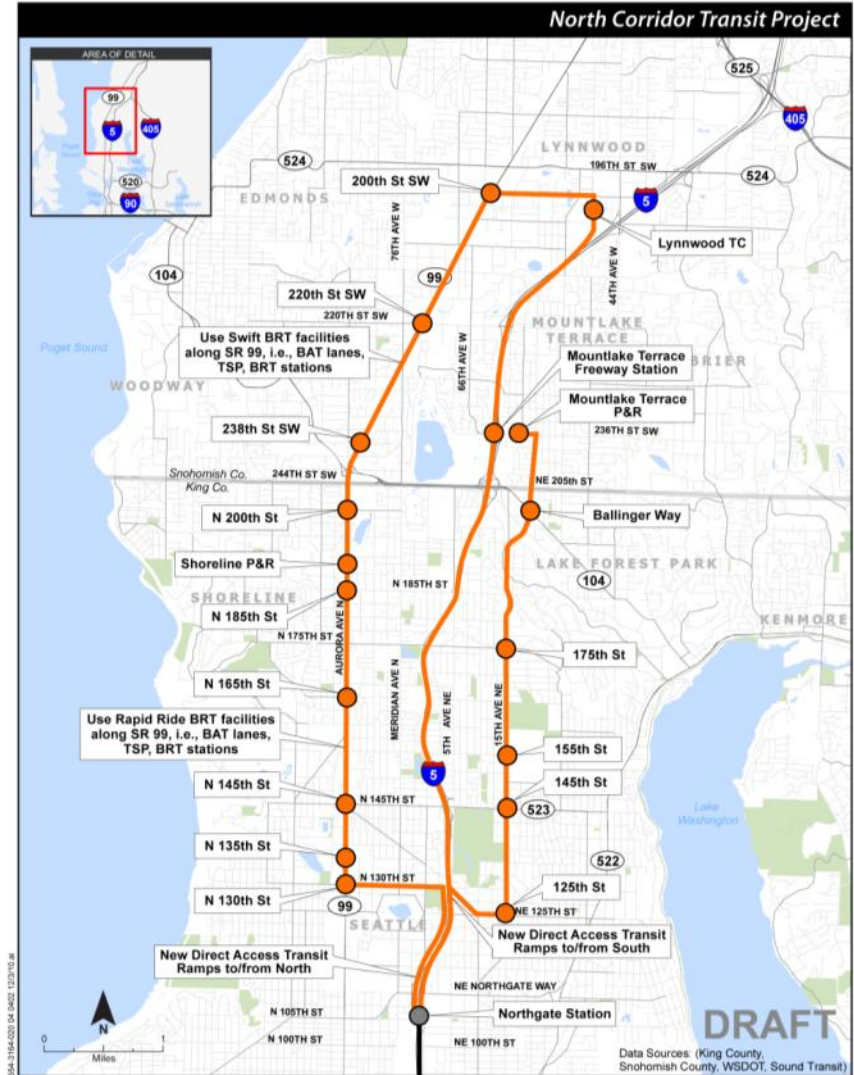 North Corridor Transit Project
AREA OF DETAIL
99
5
405
Puget
Sound
520
90
525
405
LYNNWOOD
524
196TH ST SW
524
200th St SW
5
EDMONDS
Lynnwood TC
76TH AVE W
44TH AVE W
104
99
220th St SW
220TH ST SW
MOUNTLAKE
TERRACE
Use Swift BRT facilities
along SR 99, i.e., BAT lanes,
TSP, BRT stations
Puget Sound
66TH AVE W
BRIER
Mountlake Terrace
Freeway Station
WOODWAY
Mountlake Terrace
P&R
238th St SW
236TH ST SW
Snohomish Co.
King Co.
244TH ST SW
NE 205th ST
N 200th St
Ballinger Way
Shoreline P&R
LAKE FOREST PARK
N 185TH ST
104
SHORELINE
N 185th St
KENMORE
N 175TH ST
AURORA AVE N
175th St
N 165th St
MERIDIAN AVE N
5TH AVE NE
15TH AVE NE
Use Rapid Ride BRT facilities
along SR 99, i.e., BAT lanes,
TSP, BRT stations
155th St
5
N 145th St
N 145TH ST
145th St
523
Lake
Washington
N 135th St
522
N 130TH ST
125th St
N 130th St
99
NE 125TH ST
SEATTLE
New Direct Access Transit
Ramps to/from South
New Direct Access Transit
Ramps to/from North
NE NORTHGATE WAY
N 105TH ST
Northgate Station
N
N 100TH ST
NE 100TH ST
DRAFT
0
1
Miles
Data Sources: (King County,
Snohomish County, WSDOT, Sound Transit)